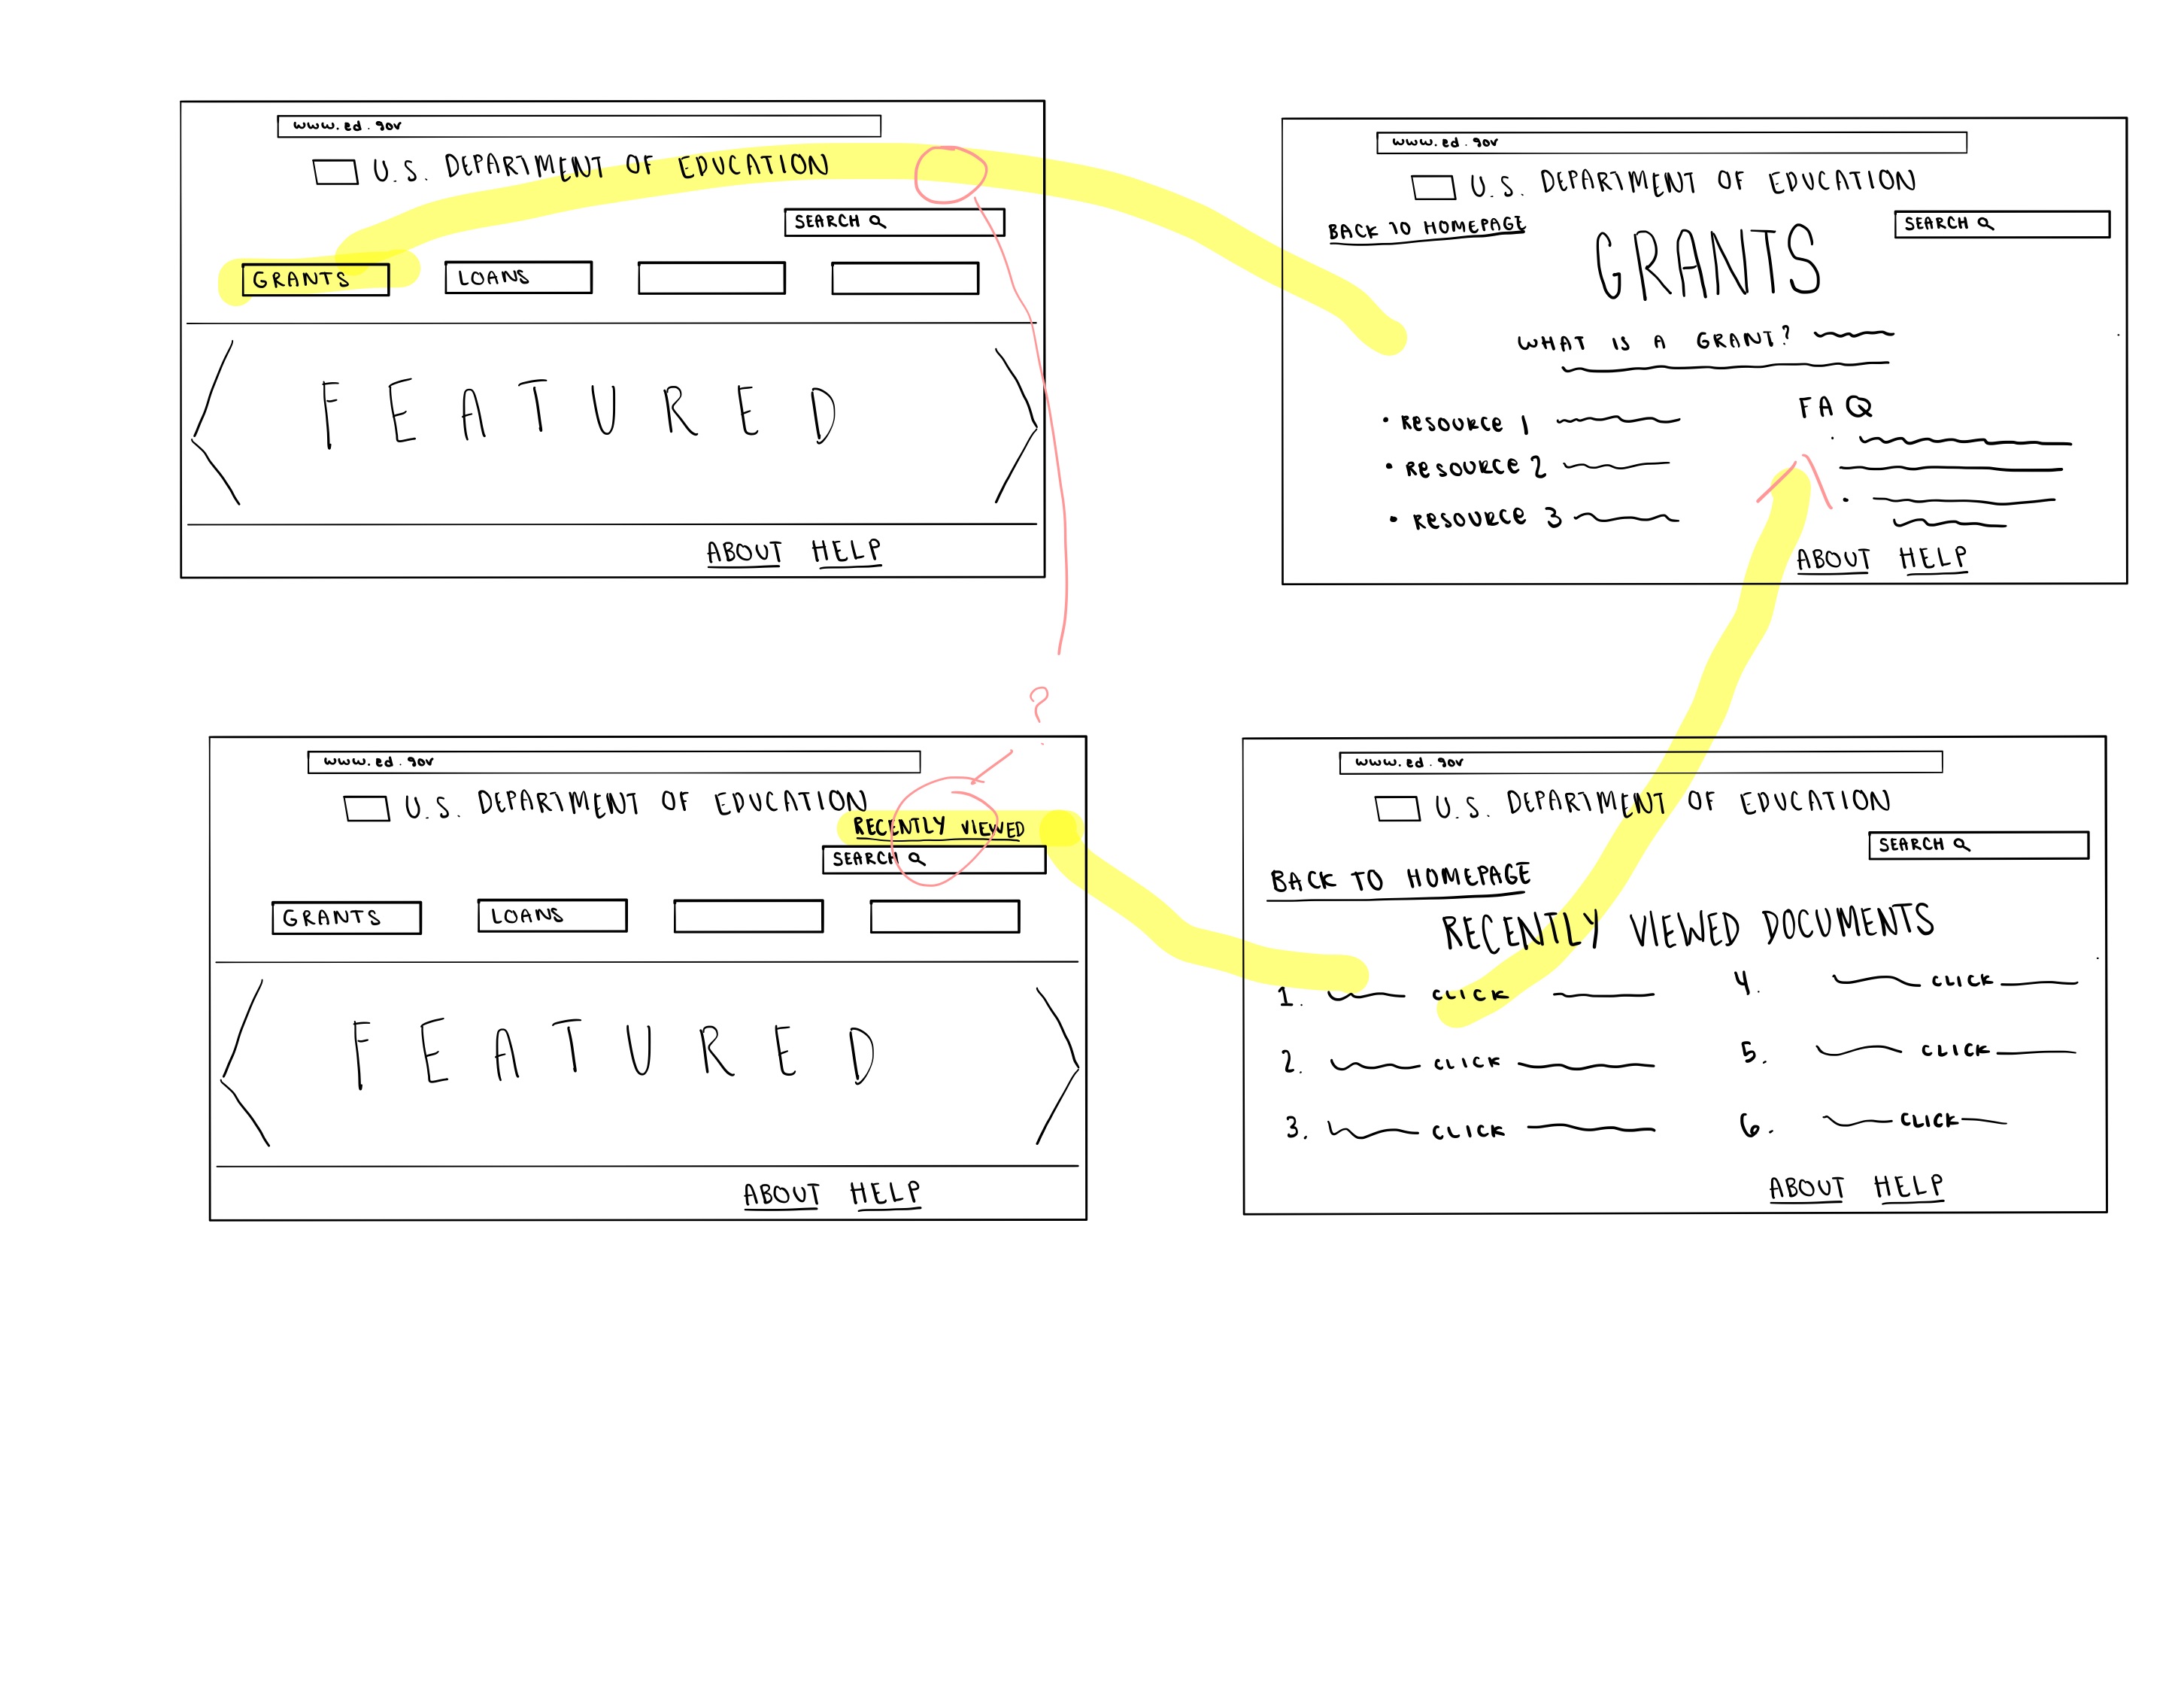 www.ed.gov
U.S. DEPARTMENT OF EDUCATION
SEARCH
GRANTS LOANS
FEATURED
ABOUT HELP
www.ed.gov
U.S. DEPARTMENT OF EDUCATION
BACK TO HOMEPAGE SEARCH
GRANTS
WHAT IS A GRANT?
FAQ
• RESOURCE 1
• RESOURCE 2
• RESOURCE 3
ABOUT HELP
?
www.ed.gov
U.S. DEPARTMENT OF EDUCATION
RECENTLY VIEWED
SEARCH
GRANTS LOANS
FEATURED
ABOUT HELP
www.ed.gov
U.S. DEPARTMENT OF EDUCATION
SEARCH
BACK TO HOMEPAGE
RECENTLY VIEWED DOCUMENTS
1. CLICK
2. CLICK
3. CLICK
4. CLICK
5. CLICK
6. CLICK
ABOUT HELP